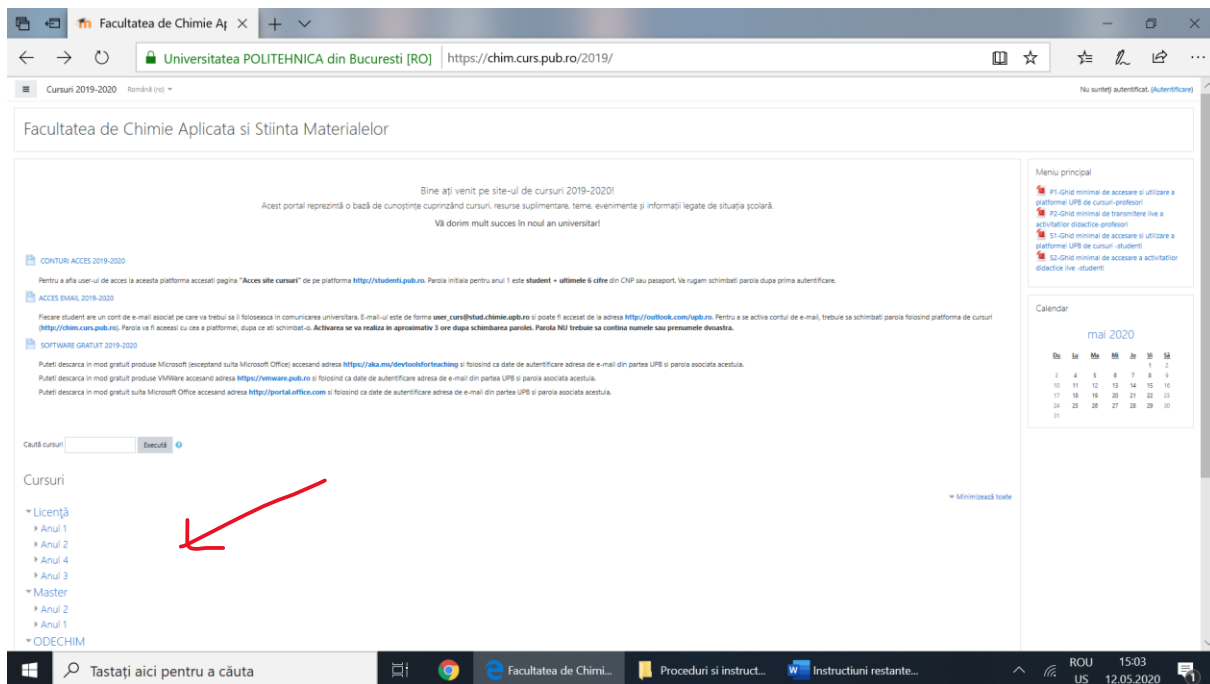 Facultatea de Chimie Ap
Universitatea POLITEHNICA din Bucuresti [RO]
https://chim.curs.pub.ro/2019/
Cursuri 2019-2020 Română (ro)
Nu sunteți autentificat. (Autentificare)
Facultatea de Chimie Aplicata si Stiinta Materialelor
Bine ați venit pe site-ul de cursuri 2019-2020!
Acest portal reprezintă o bază de cunoștințe cuprinzând cursuri, resurse suplimentare, teme, evenimente și informații legate de situația școlară.
Vă dorim mult succes în noul an universitar!
CONTURI ACCES 2019-2020
Pentru a afla user-ul de acces la aceasta platforma accesati pagina "Acces site cursuri" de pe platforma http://studenti.pub.ro. Parola initiala pentru anul 1 este student + ultimele 6 cifre din CNP sau pasaport. Va rugam schimbati parola dupa prima autentificare.
ACCES EMAIL 2019-2020
Fiecare student are un cont de e-mail asociat pe care va trebui sa il foloseasca in comunicarea universitara. E-mail-ul este de forma user_curs@stud.chimie.upb.ro si poate fi accesat de la adresa http://outlook.com/upb.ro. Pentru a se activa contul de e-mail, trebuie sa schimbati parola folosind platforma de cursuri
(http://chim.curs.pub.ro). Parola va fi aceeasi cu cea a platformei, dupa ce ati schimbat-o. Activarea se va realiza in aproximativ 3 ore dupa schimbarea parolei. Parola NU trebuie sa contina numele sau prenumele dvoastra.
SOFTWARE GRATUIT 2019-2020
Puteti descarca in mod gratuit produse Microsoft (exceptand suita Microsoft Office) accesand adresa https://aka.ms/devtoolsforteaching si folosind ca date de autentificare adresa de e-mail din partea UPB si parola asociata acestuia.
Puteti descarca in mod gratuit produse VMWare accesand adresa https://vmware.pub.ro si folosind ca date de autentificare adresa de e-mail din partea UPB si parola asociata acestuia.
Puteti descarca in mod gratuit suita Microsoft Office accesand adresa http://portal.office.com si folosind ca date de autentificare adresa de e-mail din partea UPB si parola asociata acestuia.
Caută cursuri Execută
Cursuri
Minimizează toate
Licență
Anul 1
Anul 2
Anul 4
Anul 3
Master
Anul 2
Anul 1
ODECHIM
Meniu principal
P1-Ghid minimal de accesare si utilizare a
platformei UPB de cursuri-profesori
P2-Ghid minimal de transmitere live a
activitatilor didactice-profesori
S1-Ghid minimal de accesare si utilizare a
platformei UPB de cursuri -studenti
S2-Ghid minimal de accesare a activitatilor
didactice live -studenti
Calendar
mai 2020
Du Lu Ma Mi Jo Vi Sâ
1 2
3 4 5 6 7 8 9
10 11 12 13 14 15 16
17 18 19 20 21 22 23
24 25 26 27 28 29 30
31
Tastați aici pentru a căuta
Facultatea de Chimi...
Proceduri si instruct...
Instructiuni restante...
ROU
US
15:03
12.05.2020
1